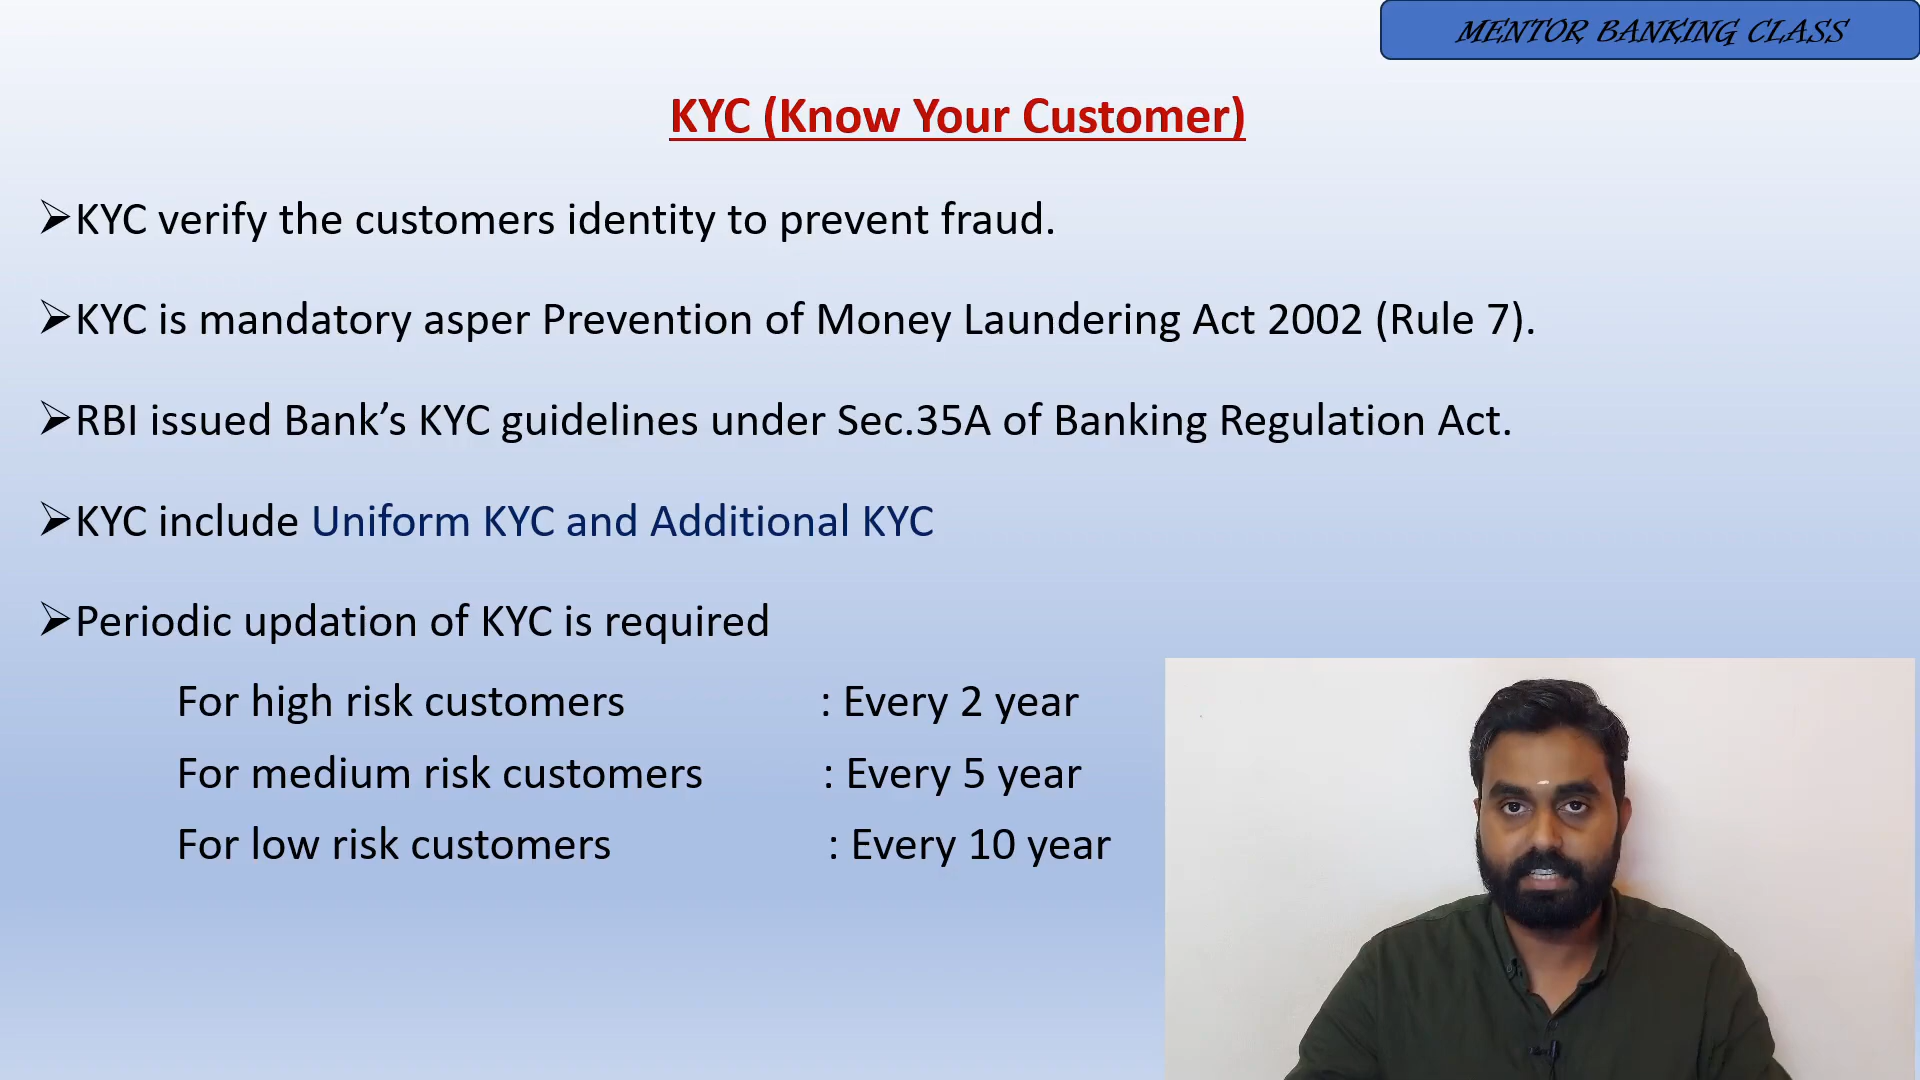 MENTOR BANKING CLASS
KYC (Know Your Customer)
➢KYC verify the customers identity to prevent fraud.
➢KYC is mandatory asper Prevention of Money Laundering Act 2002 (Rule 7).
➢RBI issued Bank’s KYC guidelines under Sec.35A of Banking Regulation Act.
➢KYC include Uniform KYC and Additional KYC
➢Periodic updation of KYC is required
For high risk customers : Every 2 year
For medium risk customers : Every 5 year
For low risk customers : Every 10 year